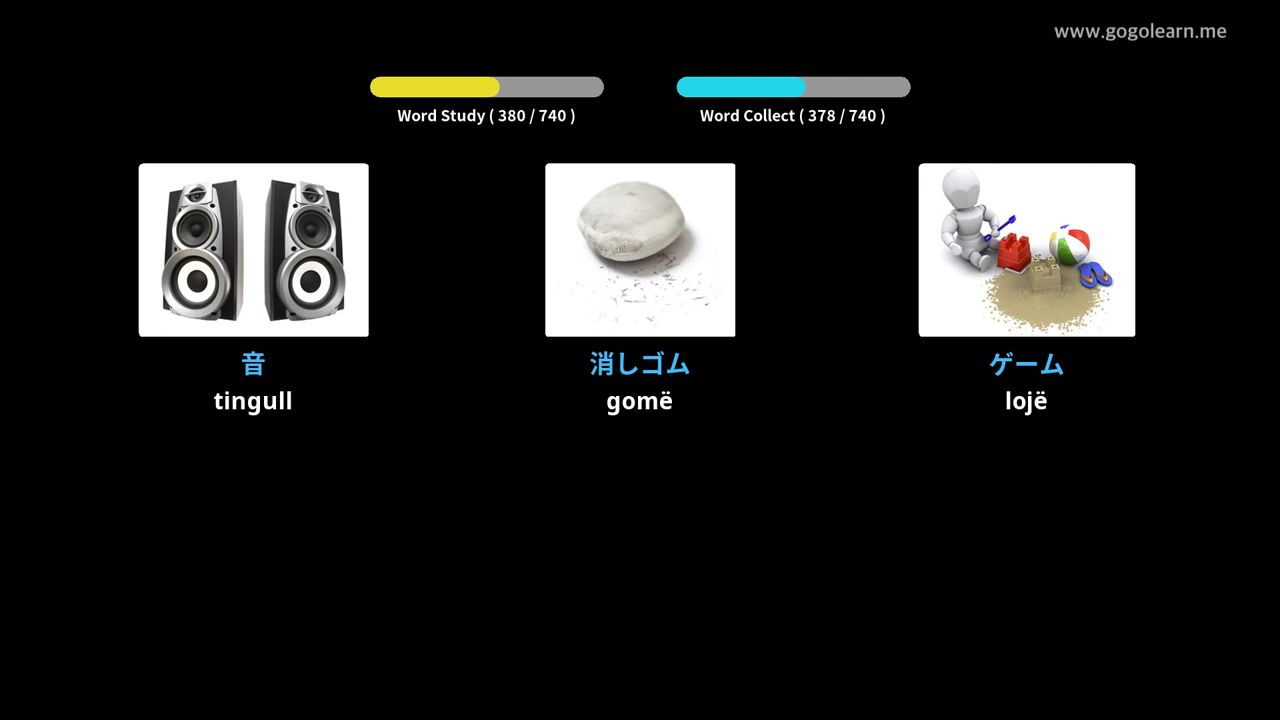 www.gogolearn.me
Word Study ( 380 / 740 )
Word Collect ( 378 / 740 )
音
消しゴム
ゲーム
tingull
gomë
lojë